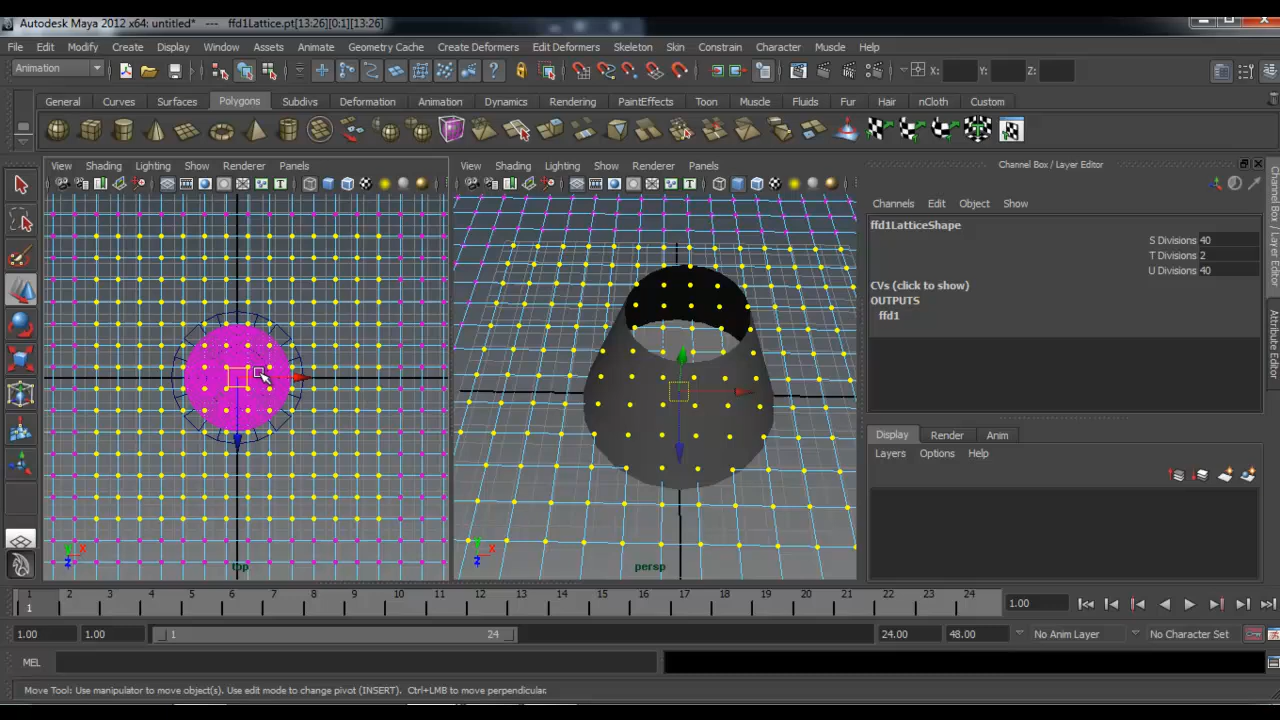 Autodesk Maya 2012 x64: untitled*   ---   ffd1Lattice.pt[13:26][0:1][13:26]
File Edit Modify Create Display Window Assets Animate Geometry Cache Create Deformers Edit Deformers Skeleton Skin Constrain Character Muscle Help
Animation X: Y: Z:
General Curves Surfaces Polygons Subdivs Deformation Animation Dynamics Rendering PaintEffects Toon Muscle Fluids Fur Hair nCloth Custom
View Shading Lighting Show Renderer Panels
top
View Shading Lighting Show Renderer Panels
persp
Channel Box / Layer Editor
Channels Edit Object Show
ffd1LatticeShape
S Divisions 40
T Divisions 2
U Divisions 40
CVs (click to show)
OUTPUTS
ffd1
Display Render Anim
Layers Options Help
Channel Box / Layer Editor
Attribute Editor
1 2 3 4 5 6 7 8 9 10 11 12 13 14 15 16 17 18 19 20 21 22 23 24
1 1.00
1.00 1.00 1 24 24.00 48.00 No Anim Layer No Character Set
MEL
Move Tool: Use manipulator to move object(s). Use edit mode to change pivot (INSERT). Ctrl+LMB to move perpendicular.